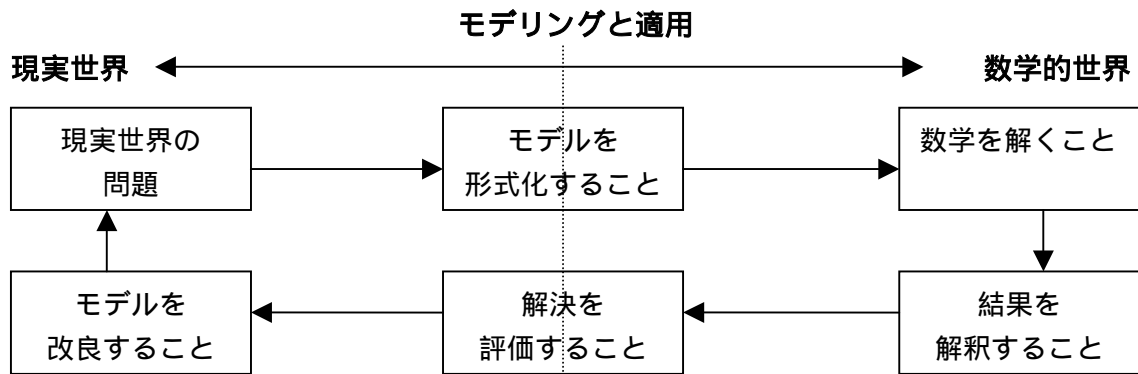 モデリングと適用
現実世界
数学的世界
現実世界の
問題
モデルを
形式化すること
数学を解くこと
モデルを
改良すること
解決を
評価すること
結果を
解釈すること